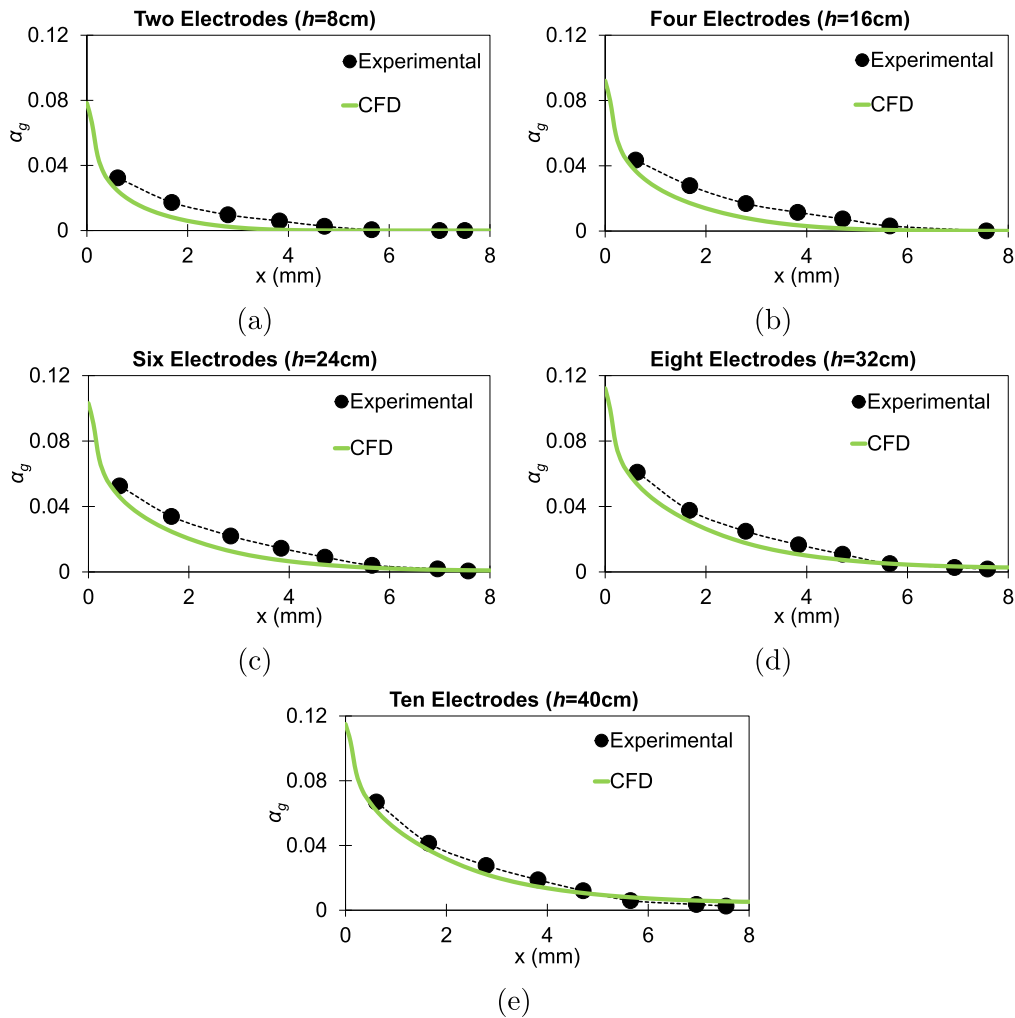 Two Electrodes (h=8cm)
0.12
0.08
0.04
0
αg
Experimental
CFD
0 2 4 6 8
x (mm)
(a)
Four Electrodes (h=16cm)
0.12
0.08
0.04
0
αg
Experimental
CFD
0 2 4 6 8
x (mm)
(b)
Six Electrodes (h=24cm)
0.12
0.08
0.04
0
αg
Experimental
CFD
0 2 4 6 8
x (mm)
(c)
Eight Electrodes (h=32cm)
0.12
0.08
0.04
0
αg
Experimental
CFD
0 2 4 6 8
x (mm)
(d)
Ten Electrodes (h=40cm)
0.12
0.08
0.04
0
αg
Experimental
CFD
0 2 4 6 8
x (mm)
(e)